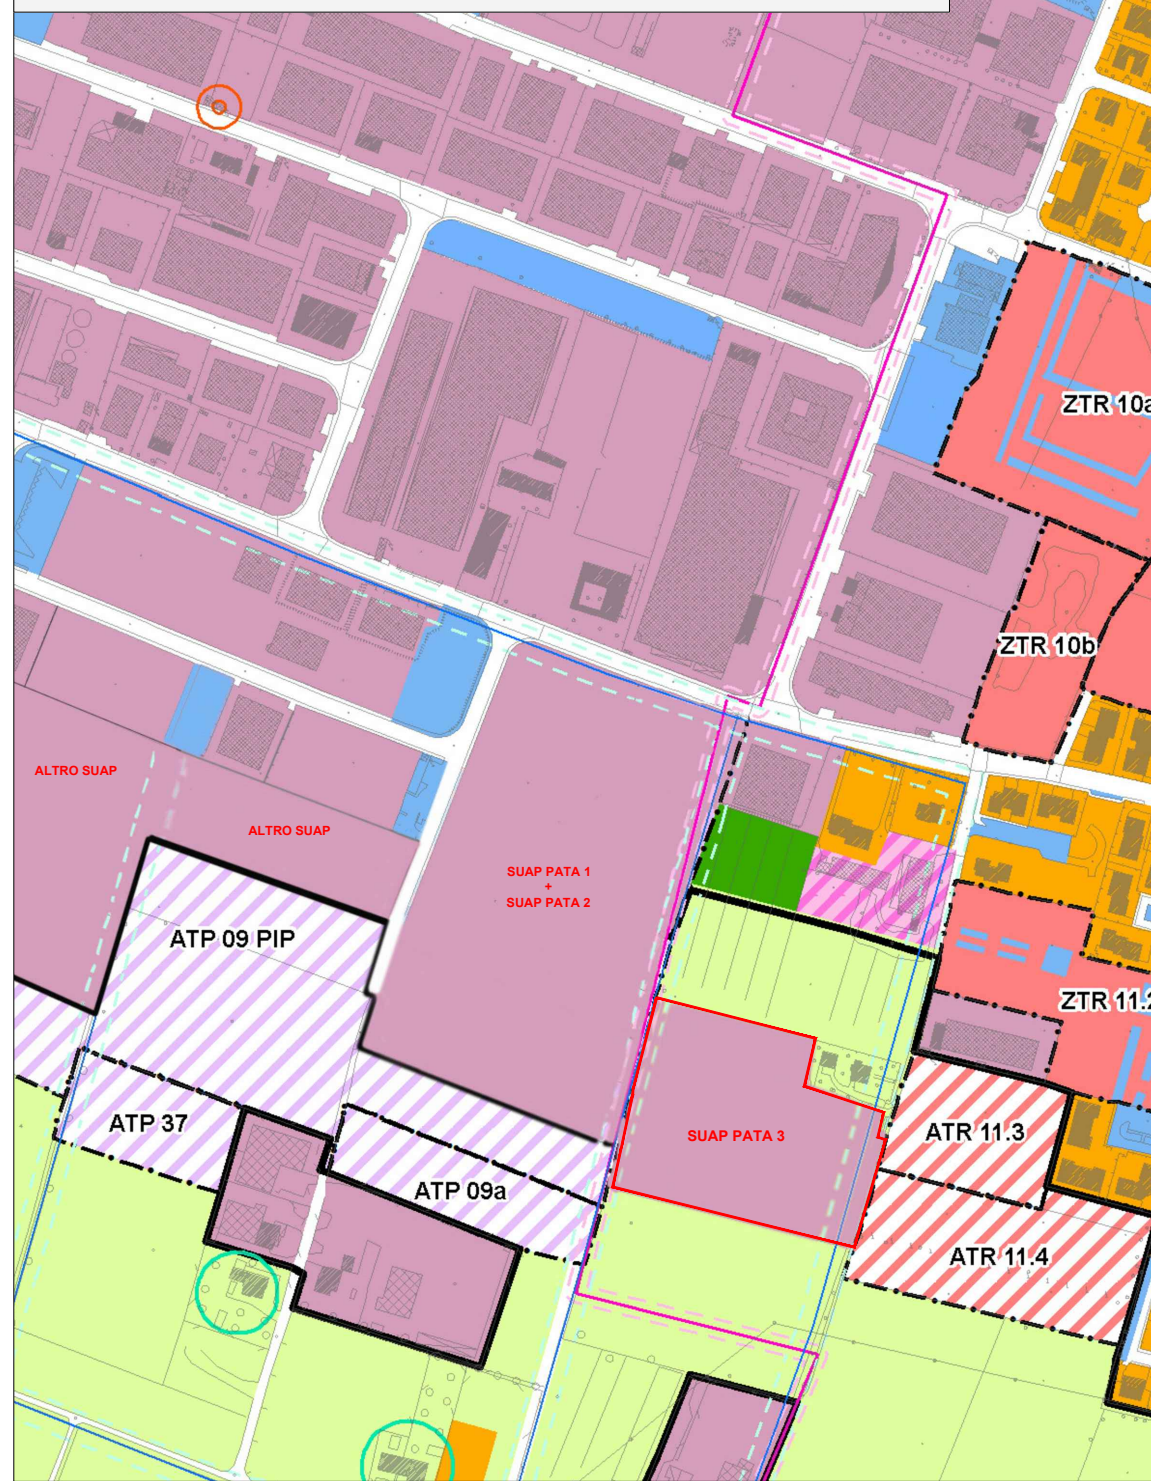 ZTR 10a
ZTR 10b
ALTRO SUAP
ALTRO SUAP
SUAP PATA 1
+
SUAP PATA 2
ATP 09 PIP
ZTR 11.2
ATP 37
SUAP PATA 3
ATR 11.3
ATP 09a
ATR 11.4